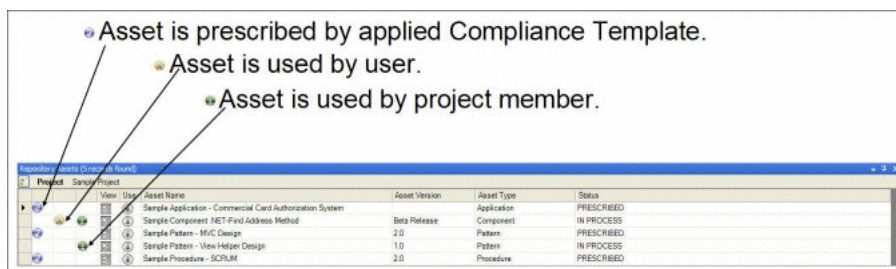 Asset is prescribed by applied Compliance Template.
Asset is used by user.
Asset is used by project member.
Repository Assets (5 records found)
Project Sample Project
View Use Asset Name Asset Version Asset Type Status
Sample Application - Commercial Card Authorization System Application PRESCRIBED
Sample Component .NET-Find Address Method Beta Release Component IN PROCESS
Sample Pattern - MVC Design 2.0 Pattern PRESCRIBED
Sample Pattern - View Helper Design 1.0 Pattern IN PROCESS
Sample Procedure - SCRUM 2.0 Procedure PRESCRIBED